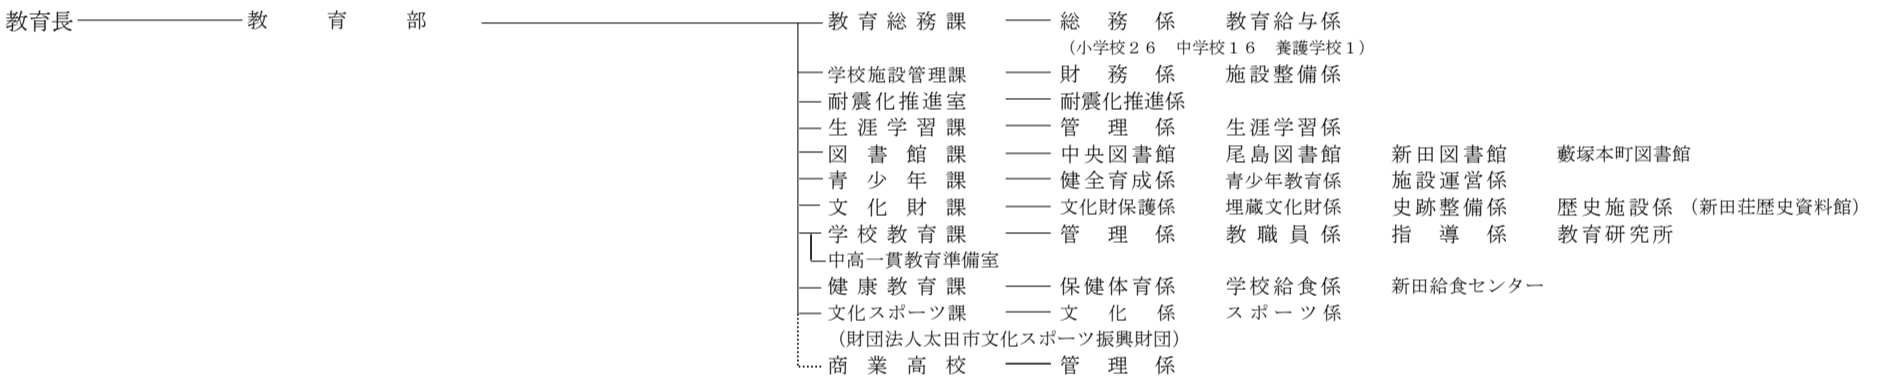 教育長 教育部 教育総務課 総務係 教育給与係
（小学校２６　中学校１６　養護学校１）
学校施設管理課 財務係 施設整備係
耐震化推進室 耐震化推進係
生涯学習課 管理係 生涯学習係
図書館課 中央図書館 尾島図書館 新田図書館 藪塚本町図書館
青少年課 健全育成係 青少年教育係 施設運営係
文化財課 文化財保護係 埋蔵文化財係 史跡整備係 歴史施設係（新田荘歴史資料館）
学校教育課 管理係 教職員係 指導係 教育研究所
中高一貫教育準備室
健康教育課 保健体育係 学校給食係 新田給食センター
文化スポーツ課 文化係 スポーツ係
（財団法人太田市文化スポーツ振興財団）
商業高校 管理係